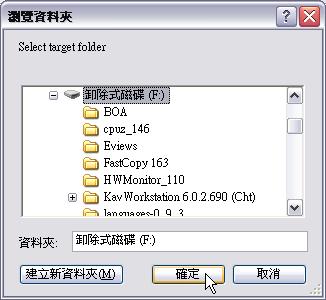 瀏覽資料夾
Select target folder
卸除式磁碟 (F:)
BOA
cpuz_146
Eviews
FastCopy 163
HWMonitor_110
KavWorkstation 6.0.2.690 (Cht)
languages-0_9_3
資料夾: 卸除式磁碟 (F:)
建立新資料夾(M) 確定 取消